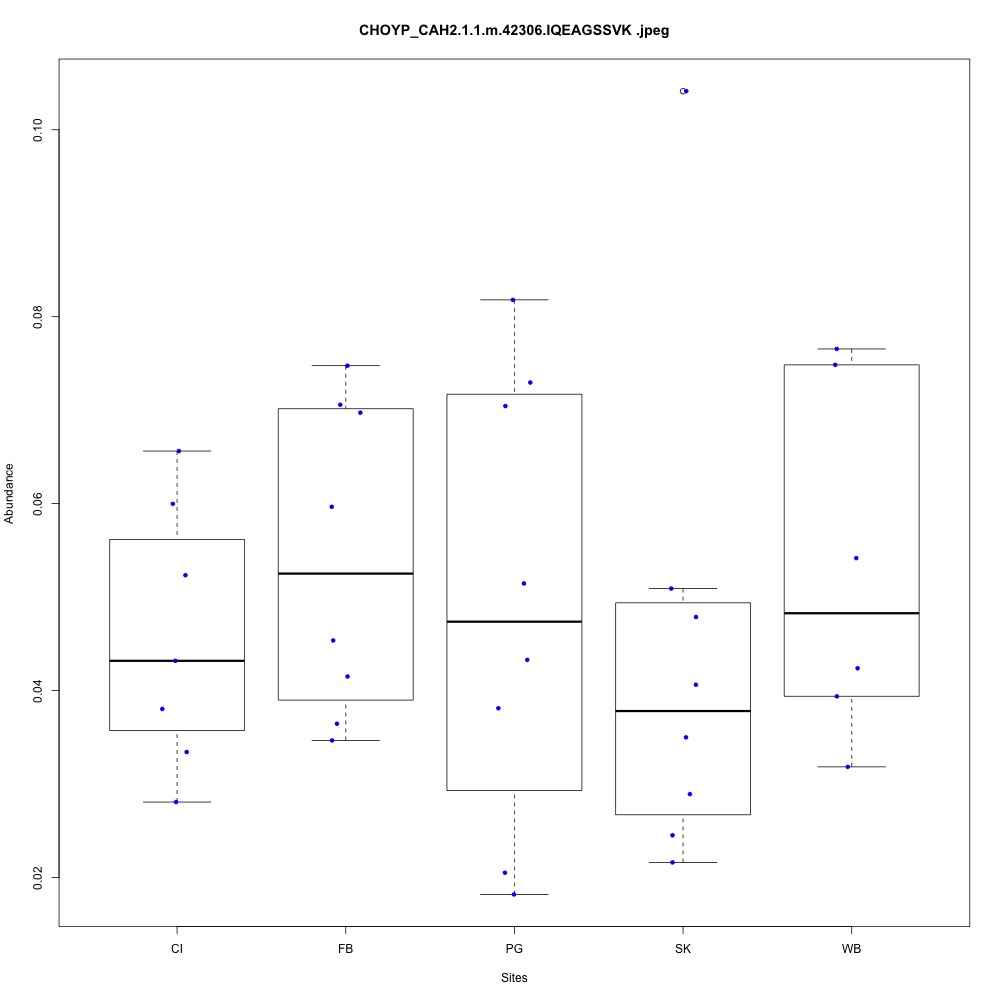 CHOYP_CAH2.1.1.m.42306.IQEAGSSVK .jpeg
Abundance
0.10
0.08
0.06
0.04
0.02
CI FB PG SK WB
Sites